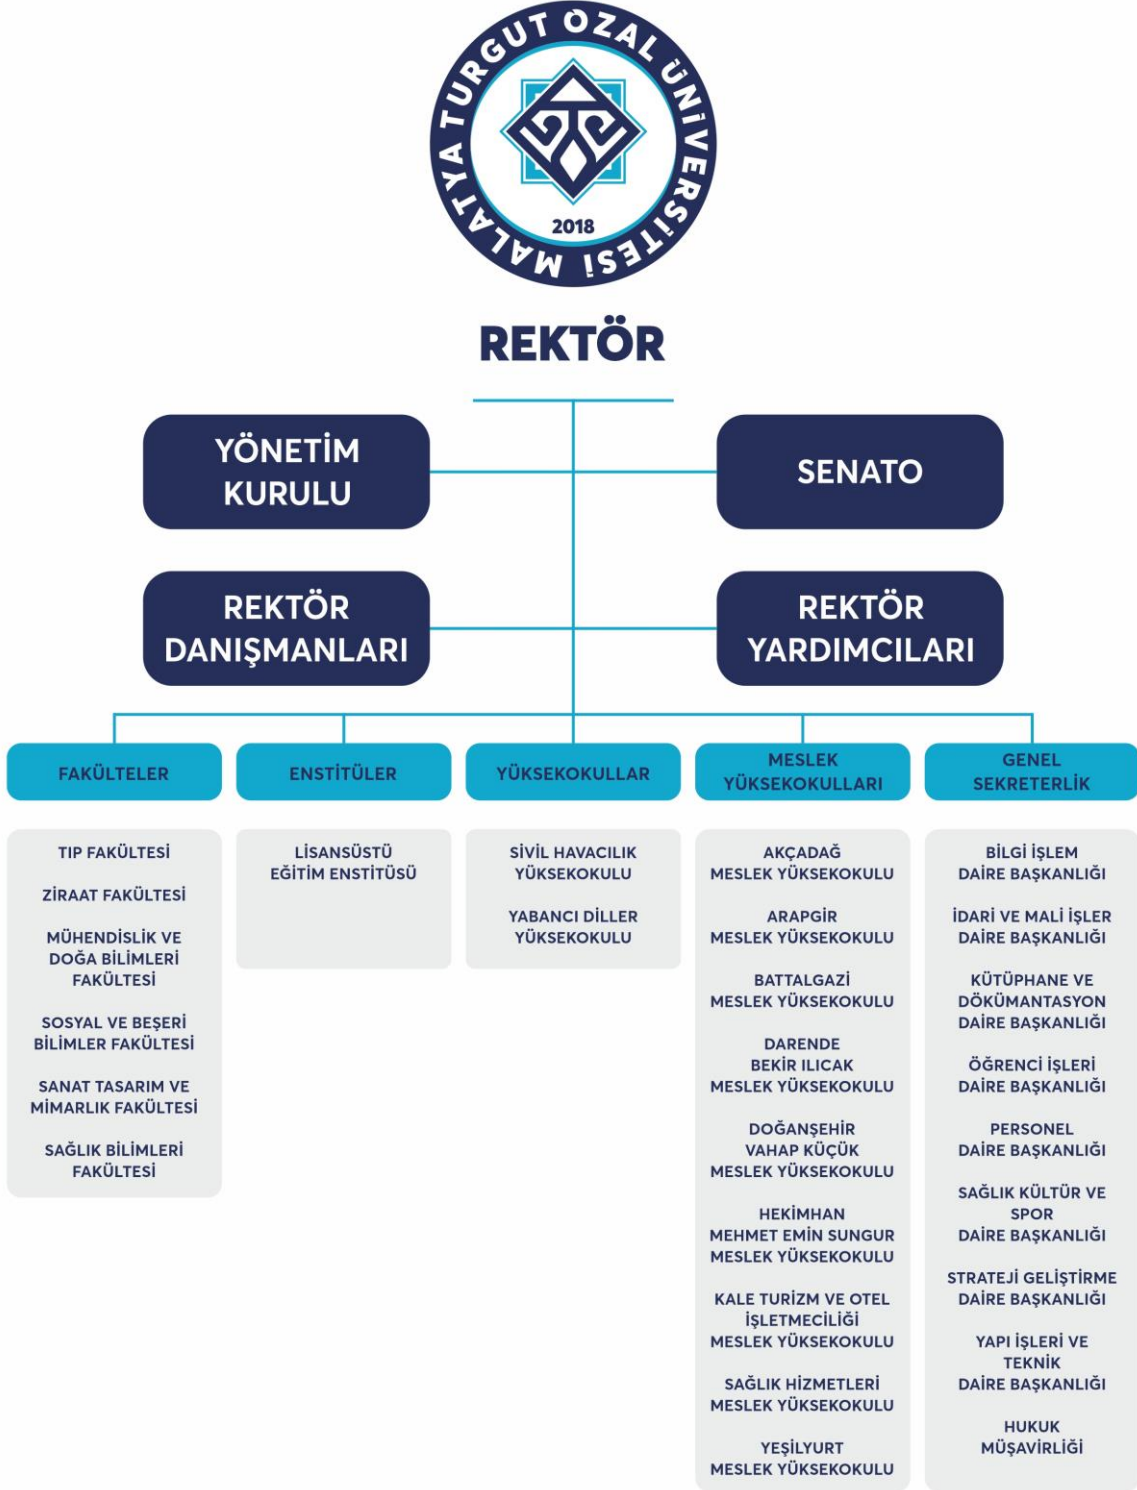 MALATYA TURGUT ÖZAL ÜNİVERSİTESİ
2018
REKTÖR
YÖNETİM
KURULU
SENATO
REKTÖR
DANIŞMANLARI
REKTÖR
YARDIMCILARI
FAKÜLTELER
TIP FAKÜLTESİ
ZİRAAT FAKÜLTESİ
MÜHENDİSLİK VE
DOĞA BİLİMLERİ
FAKÜLTESİ
SOSYAL VE BEŞERİ
BİLİMLER FAKÜLTESİ
SANAT TASARIM VE
MİMARLIK FAKÜLTESİ
SAĞLIK BİLİMLERİ
FAKÜLTESİ
ENSTİTÜLER
LİSANSÜSTÜ
EĞİTİM ENSTİTÜSÜ
YÜKSEKOKULLAR
SİVİL HAVACILIK
YÜKSEKOKULU
YABANCI DİLLER
YÜKSEKOKULU
MESLEK
YÜKSEKOKULLARI
AKÇADAĞ
MESLEK YÜKSEKOKULU
ARAPGİR
MESLEK YÜKSEKOKULU
BATTALGAZİ
MESLEK YÜKSEKOKULU
DARENDE
BEKİR ILICAK
MESLEK YÜKSEKOKULU
DOĞANŞEHİR
VAHAP KÜÇÜK
MESLEK YÜKSEKOKULU
HEKİMHAN
MEHMET EMİN SUNGUR
MESLEK YÜKSEKOKULU
KALE TURİZM VE OTEL
İŞLETMECİLİĞİ
MESLEK YÜKSEKOKULU
SAĞLIK HİZMETLERİ
MESLEK YÜKSEKOKULU
YEŞİLYURT
MESLEK YÜKSEKOKULU
GENEL
SEKRETERLİK
BİLGİ İŞLEM
DAİRE BAŞKANLIĞI
İDARİ VE MALİ İŞLER
DAİRE BAŞKANLIĞI
KÜTÜPHANE VE
DÖKÜMANTASYON
DAİRE BAŞKANLIĞI
ÖĞRENCİ İŞLERİ
DAİRE BAŞKANLIĞI
PERSONEL
DAİRE BAŞKANLIĞI
SAĞLIK KÜLTÜR VE
SPOR
DAİRE BAŞKANLIĞI
STRATEJİ GELİŞTİRME
DAİRE BAŞKANLIĞI
YAPI İŞLERİ VE
TEKNİK
DAİRE BAŞKANLIĞI
HUKUK
MÜŞAVİRLİĞİ